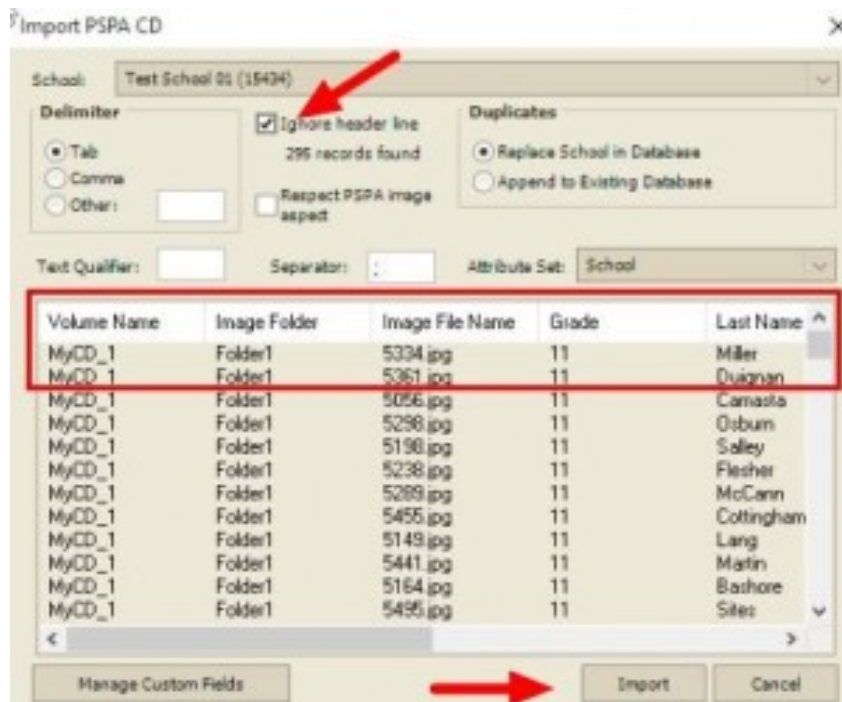 Import PSPA CD
School: Test School 01 (15434)
Delimiter
Tab
Comma
Other:
Ignore header line
295 records found
Respect PSPA image
aspect
Duplicates
Replace School in Database
Append to Existing Database
Text Qualifier: Separator: ; Attribute Set: School
Volume Name Image Folder Image File Name Grade Last Name
MyCD_1 Folder1 5334.jpg 11 Miller
MyCD_1 Folder1 5361.jpg 11 Duignan
MyCD_1 Folder1 5056.jpg 11 Camasta
MyCD_1 Folder1 5298.jpg 11 Osburn
MyCD_1 Folder1 5198.jpg 11 Salley
MyCD_1 Folder1 5238.jpg 11 Flesher
MyCD_1 Folder1 5289.jpg 11 McCann
MyCD_1 Folder1 5455.jpg 11 Cottingham
MyCD_1 Folder1 5149.jpg 11 Lang
MyCD_1 Folder1 5441.jpg 11 Martin
MyCD_1 Folder1 5164.jpg 11 Bashore
MyCD_1 Folder1 5495.jpg 11 Sites
Manage Custom Fields Import Cancel